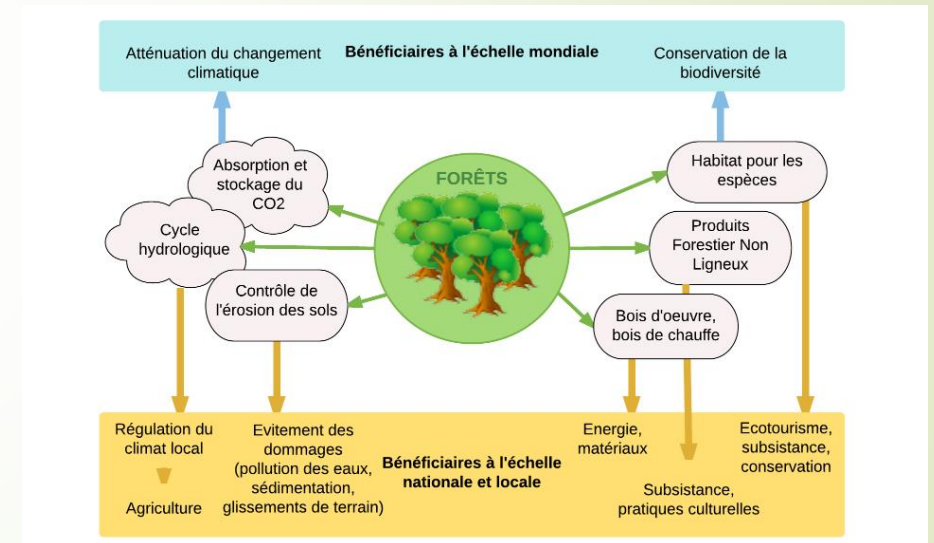 Atténuation du changement
climatique
Bénéficiaires à l'échelle mondiale
Conservation de la
biodiversité
Absorption et
stockage du
CO2
FORÊTS
Habitat pour les
espèces
Cycle
hydrologique
Produits
Forestier Non
Ligneux
Contrôle de
l'érosion des sols
Bois d'oeuvre,
bois de chauffe
Régulation du
climat local
Agriculture
Evitement des
dommages
(pollution des eaux,
sédimentation,
glissements de terrain)
Bénéficiaires à l'échelle
nationale et locale
Energie,
matériaux
Subsistance,
pratiques culturelles
Ecotourisme,
subsistance,
conservation